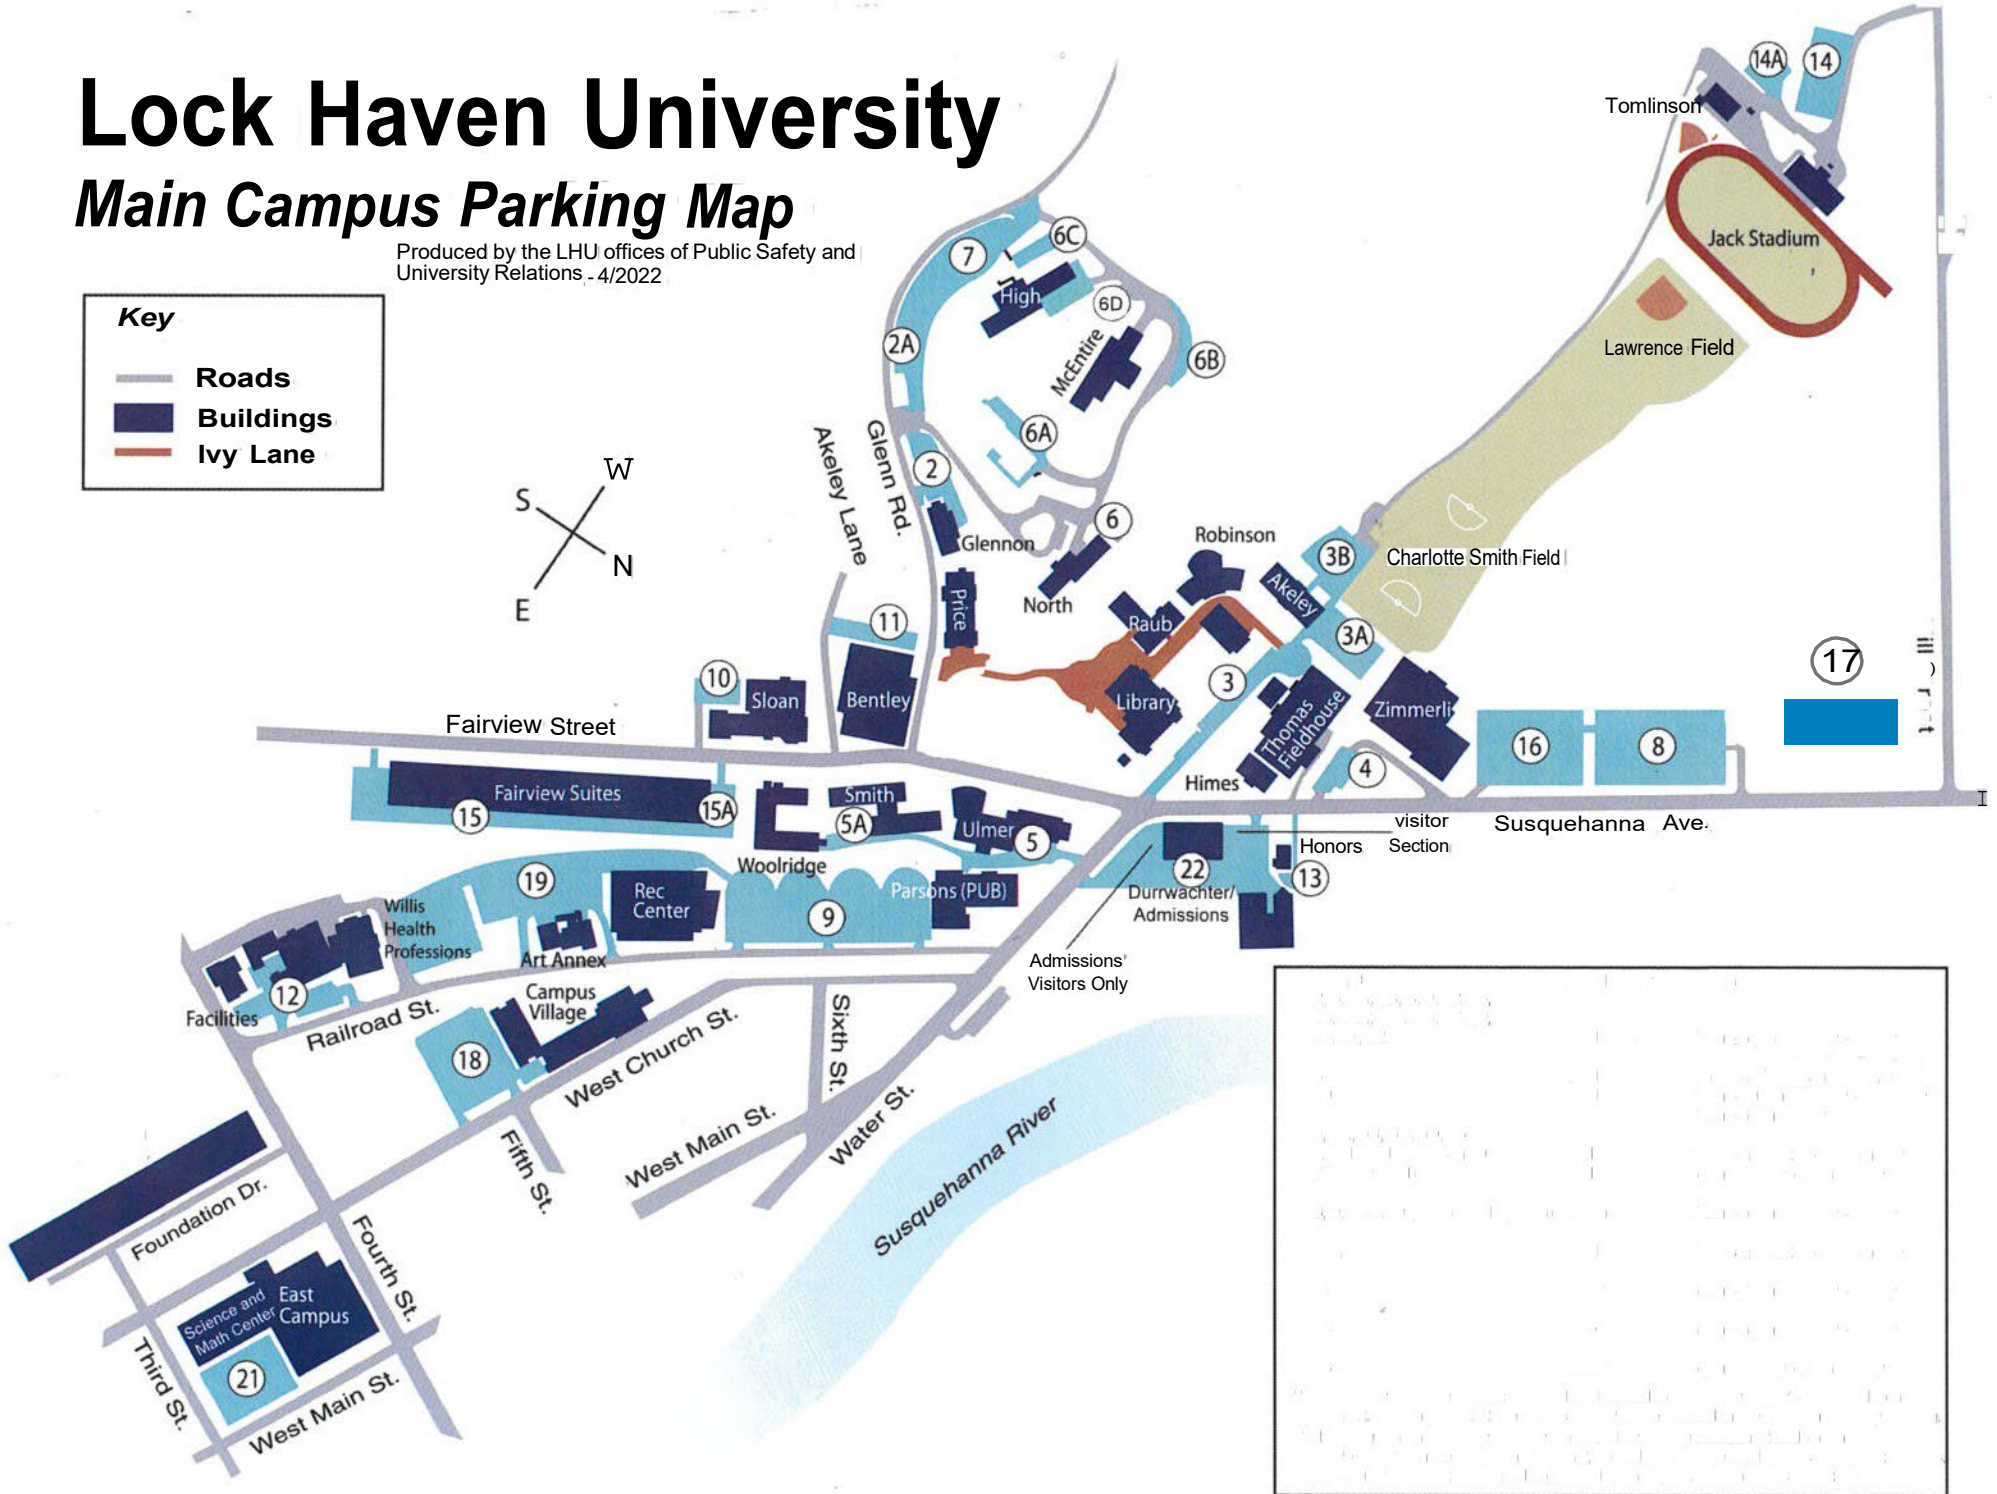 Lock Haven University
Main Campus Parking Map
Produced by the LHU offices of Public Safety and
University Relations - 4/2022
Key
Roads
Buildings
Ivy Lane
W
S
N
E
14A
14
Tomlinson
Jack Stadium
Lawrence Field
Charlotte Smith Field
7
6C
High
6D
2A
McEntire
6B
6A
Akeley Lane
Glenn Rd.
2
Glennon
6
North
Robinson
3B
Akeley
Price
Raub
3A
11
17
10
Sloan
Bentley
Library
3
Thomas
Fieldhouse
Zimmerli
16
8
Fairview Street
Himes
4
Fairview Suites
15
15A
Smith
5A
Ulmer
5
Woolridge
visitor
Section
Susquehanna Ave.
Honors
22
13
Durrwachter/
Admissions
19
Rec
Center
9
Parsons (PUB)
Willis
Health
Professions
Art Annex
Admissions
Visitors Only
12
Facilities
Railroad St.
Campus
Village
18
West Church St.
Sixth St.
West Main St.
Water St.
Fifth St.
Susquehanna River
Foundation Dr.
Fourth St.
Science and
Math Center
East
Campus
21
Third St.
West Main St.